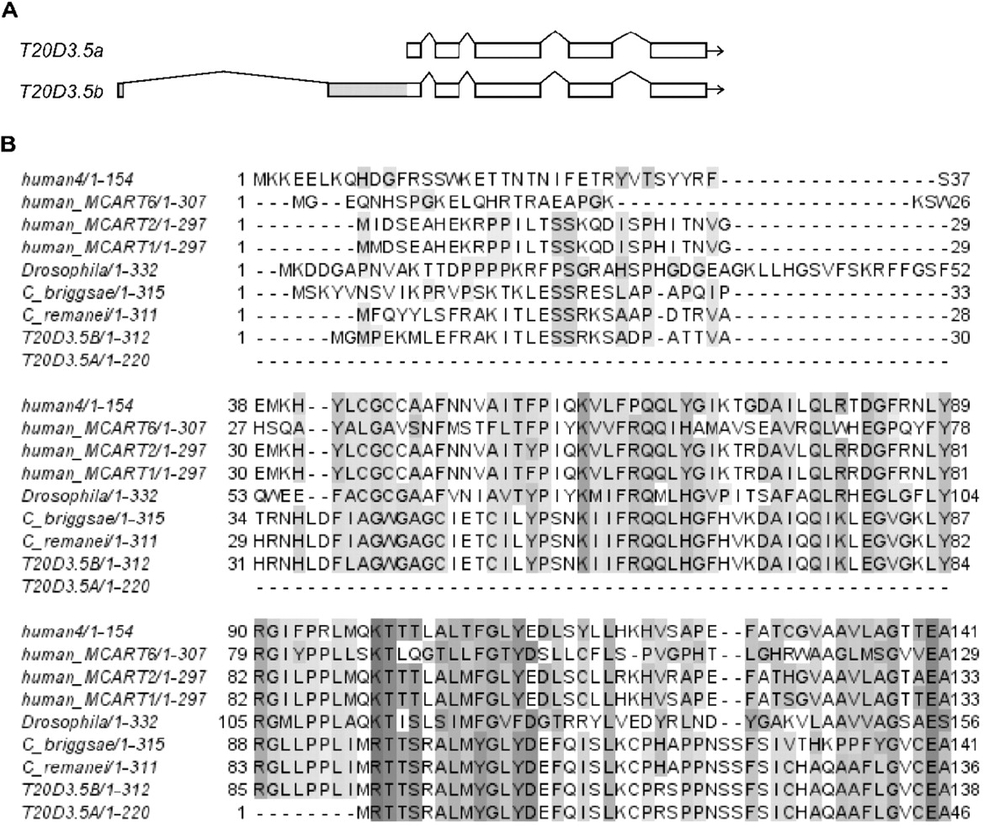 A
T20D3.5a
T20D3.5b
B
human4/1-154 1 MKKEELKQHDGFRSSWKETTNTNIFETRYVTSYYRF-----------------S37
human_MCART6/1-307 1 ---MG--EQNHSPGKELQHRTRAEAPGK-----------------------KSW26
human_MCART2/1-297 1 --------MIDSEAHEKRPPILTSSKQDISPHITNVG-----------------29
human_MCART1/1-297 1 --------MMDSEAHEKRPPILTSSKQDISPHITNVG-----------------29
Drosophila/1-332 1 --MKDDGAPNVAKTTDPPPPKRFPSGRAHSPHGDGEAGKLLHGSVFSKRFFGSF52
C_briggsae/1-315 1 ---MSKYVNSVIKPRVPSKTKLESSRESLAP-APQIP-----------------33
C_remanei/1-311 1 --------MFQYYLSFRAKITLESSRKSAAP-DTRVA-----------------28
T20D3.5B/1-312 1 ------MGMPEKMLEFRAKITLESSRKSADP-ATTVA-----------------30
T20D3.5A/1-220 ------------------------------------------------------
human4/1-154 38 EMKH--YLCGCCAAFNNVAITFPIQKVLFPQQLYGIKTGDAILQLRTDGFRNLY89
human_MCART6/1-307 27 HSQA--YALGAVSNFMSTFLTFPIYKVVFRQQIHAMAVSEAVRQLWHEGPQYFY78
human_MCART2/1-297 30 EMKH--YLCGCCAAFNNVAITYPIQKVLFRQQLYGIKTRDAVLQLRRDGFRNLY81
human_MCART1/1-297 30 EMKH--YLCGCCAAFNNVAITFPIQKVLFRQQLYGIKTRDAILQLRRDGFRNLY81
Drosophila/1-332 53 QWEE--FACGCGAAFVNIAVTYPIYKMIFRQMLHGVPITSAFAQLRHEGLGFLY104
C_briggsae/1-315 34 TRNHLDFIAGWGAGCIETCILYPSNKIIFRQQLHGFHVKDAIQQIKLEGVGKLY87
C_remanei/1-311 29 HRNHLDFIAGWGAGCIETCILYPSNKIIFRQQLHGFHVKDAIQQIKLEGVGKLY82
T20D3.5B/1-312 31 HRNHLDFLAGWGAGCIETCILYPSNKIIFRQQLHGFHVKDAIQQIKLEGVGKLY84
T20D3.5A/1-220 ------------------------------------------------------
human4/1-154 90 RGIFPRLMQKTTTLALTFGLYEDLSYLLHKHVSAPE--FATCGVAAVLAGTTEA141
human_MCART6/1-307 79 RGIYPPLLSKTLQGTLLFGTYDSLLCFLS-PVGPHT--LGHRWAAGLMSGVVEA129
human_MCART2/1-297 82 RGILPPLMQKTTTLALMFGLYEDLSCLLRKHVRAPE--FATHGVAAVLAGTAEA133
human_MCART1/1-297 82 RGILPPLMQKTTTLALMFGLYEDLSCLLHKHVSAPE--FATSGVAAVLAGTTEA133
Drosophila/1-332 105 RGMLPPLAQKTISLSIMFGVFDGTRRYLVEDYRLND--YGAKVLAAVVAGSAES156
C_briggsae/1-315 88 RGLLPPLIMRTTSRALMYGLYDEFQISLKCPHAPPNSSFSIVTHKPPFYGVCEA141
C_remanei/1-311 83 RGLLPPLIMRTTSRALMYGLYDEFQISLKCPHAPPNSSFSICHAQAAFLGVCEA136
T20D3.5B/1-312 85 RGLLPPLIMRTTSRALMYGLYDEFQISLKCPRSPPNSSFSICHAQAAFLGVCEA138
T20D3.5A/1-220 1 --------MRTTSRALMYGLYDEFQISLKCPRSPPNSSFSICHAQAAFLGVCEA46